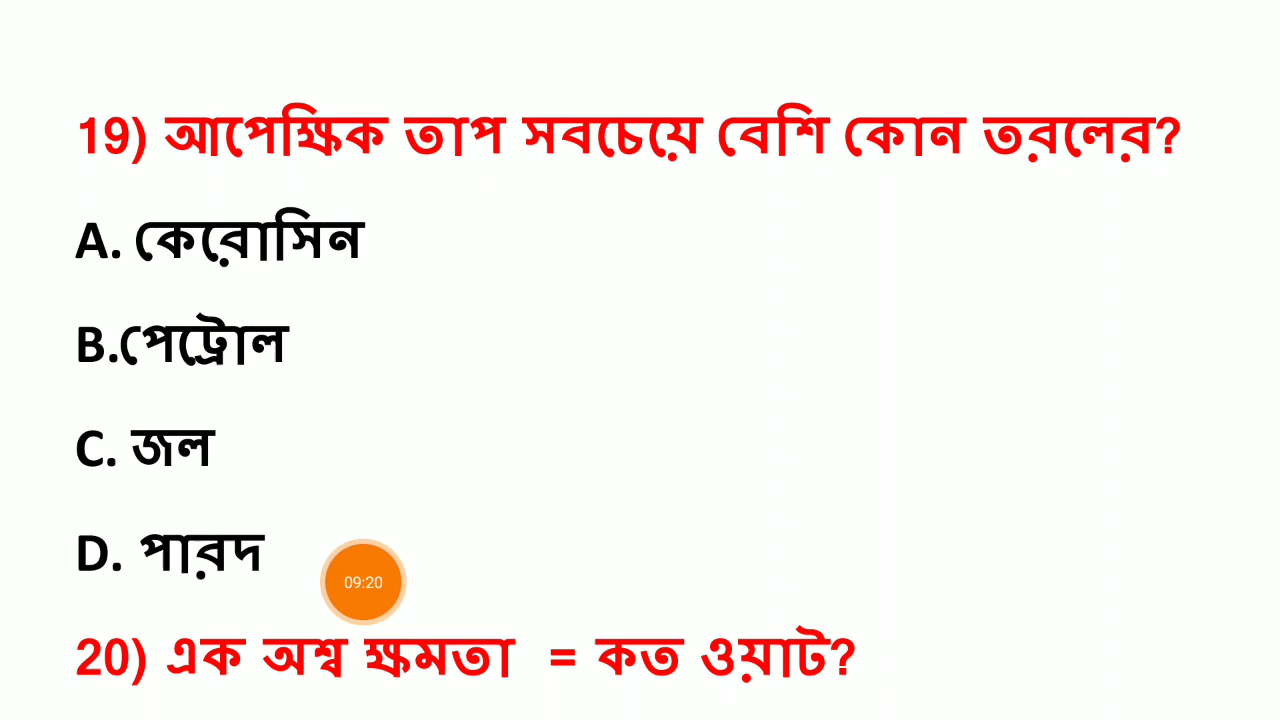 19) আপেক্ষিক তাপ সবচেয়ে বেশি কোন তরলের?
A. কেরোসিন
B.পেট্রোল
C. জল
D. পারদ
09:20
20) এক অশ্ব ক্ষমতা = কত ওয়াট?